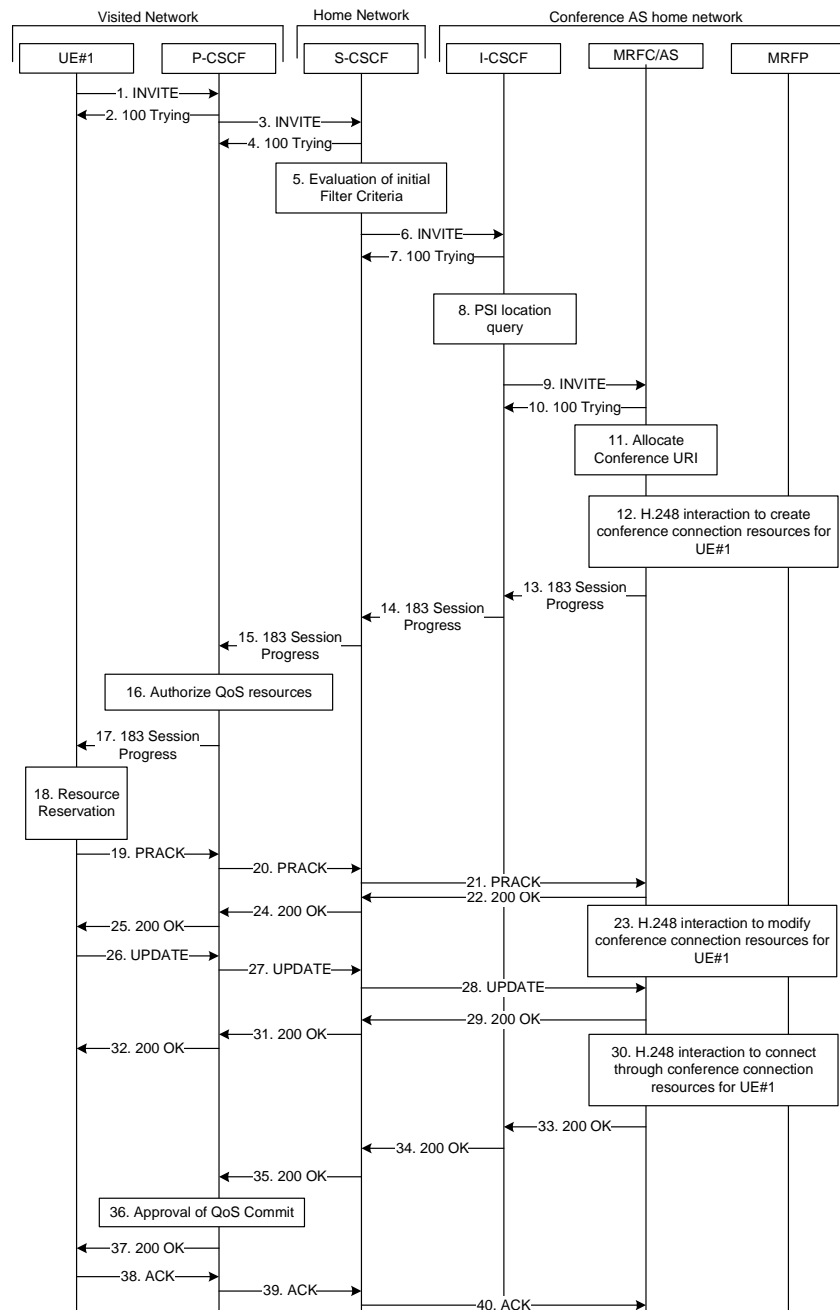 Visited Network
Home Network
Conference AS home network
UE#1
P-CSCF
S-CSCF
I-CSCF
MRFC/AS
MRFP
1. INVITE
2. 100 Trying
3. INVITE
4. 100 Trying
5. Evaluation of initial
Filter Criteria
6. INVITE
7. 100 Trying
8. PSI location
query
9. INVITE
10. 100 Trying
11. Allocate
Conference URI
12. H.248 interaction to create
conference connection resources for
UE#1
13. 183 Session
Progress
14. 183 Session
Progress
15. 183 Session
Progress
16. Authorize QoS resources
17. 183 Session
Progress
18. Resource
Reservation
19. PRACK
20. PRACK
21. PRACK
22. 200 OK
23. H.248 interaction to modify
conference connection resources for
UE#1
24. 200 OK
25. 200 OK
26. UPDATE
27. UPDATE
28. UPDATE
29. 200 OK
30. H.248 interaction to connect
through conference connection
resources for UE#1
31. 200 OK
32. 200 OK
33. 200 OK
34. 200 OK
35. 200 OK
36. Approval of QoS Commit
37. 200 OK
38. ACK
39. ACK
40. ACK